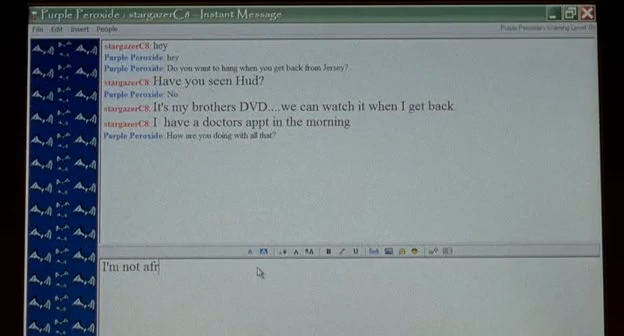 Purple Peroxide : stargazerC8 - Instant Message
File Edit Insert People
stargazerC8: hey
Purple Peroxide: hey
Purple Peroxide: Do you want to hang when you get back from Jersey?
stargazerC8: Have you seen Hud?
Purple Peroxide: No.
stargazerC8: It's my brothers DVD....we can watch it when I get back
stargazerC8: I have a doctors appt in the morning
Purple Peroxide: How are you doing with all that?
I'm not afr